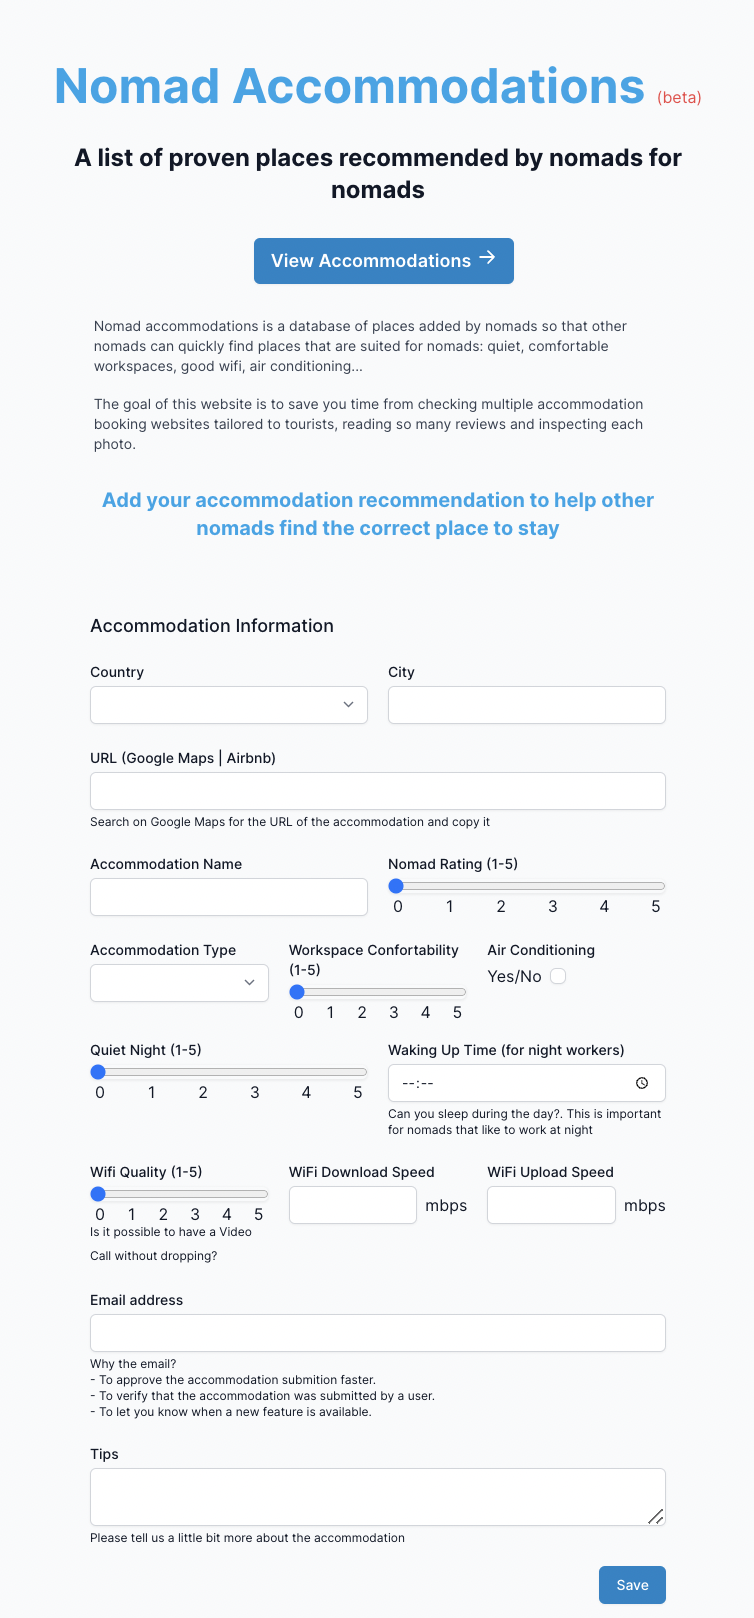 Nomad Accommodations (beta)
A list of proven places recommended by nomads for
nomads
View Accommodations →
Nomad accommodations is a database of places added by nomads so that other
nomads can quickly find places that are suited for nomads: quiet, comfortable
workspaces, good wifi, air conditioning...
The goal of this website is to save you time from checking multiple accommodation
booking websites tailored to tourists, reading so many reviews and inspecting each
photo.
Add your accommodation recommendation to help other
nomads find the correct place to stay
Accommodation Information
Country
City
URL (Google Maps | Airbnb)
Search on Google Maps for the URL of the accommodation and copy it
Accommodation Name
Nomad Rating (1-5)
0 1 2 3 4 5
Accommodation Type
Workspace Confortability
(1-5)
0 1 2 3 4 5
Air Conditioning
Yes/No
Quiet Night (1-5)
0 1 2 3 4 5
Waking Up Time (for night workers)
--:--
Can you sleep during the day?. This is important
for nomads that like to work at night
Wifi Quality (1-5)
0 1 2 3 4 5
Is it possible to have a Video
Call without dropping?
WiFi Download Speed
mbps
WiFi Upload Speed
mbps
Email address
Why the email?
- To approve the accommodation submition faster.
- To verify that the accommodation was submitted by a user.
- To let you know when a new feature is available.
Tips
Please tell us a little bit more about the accommodation
Save